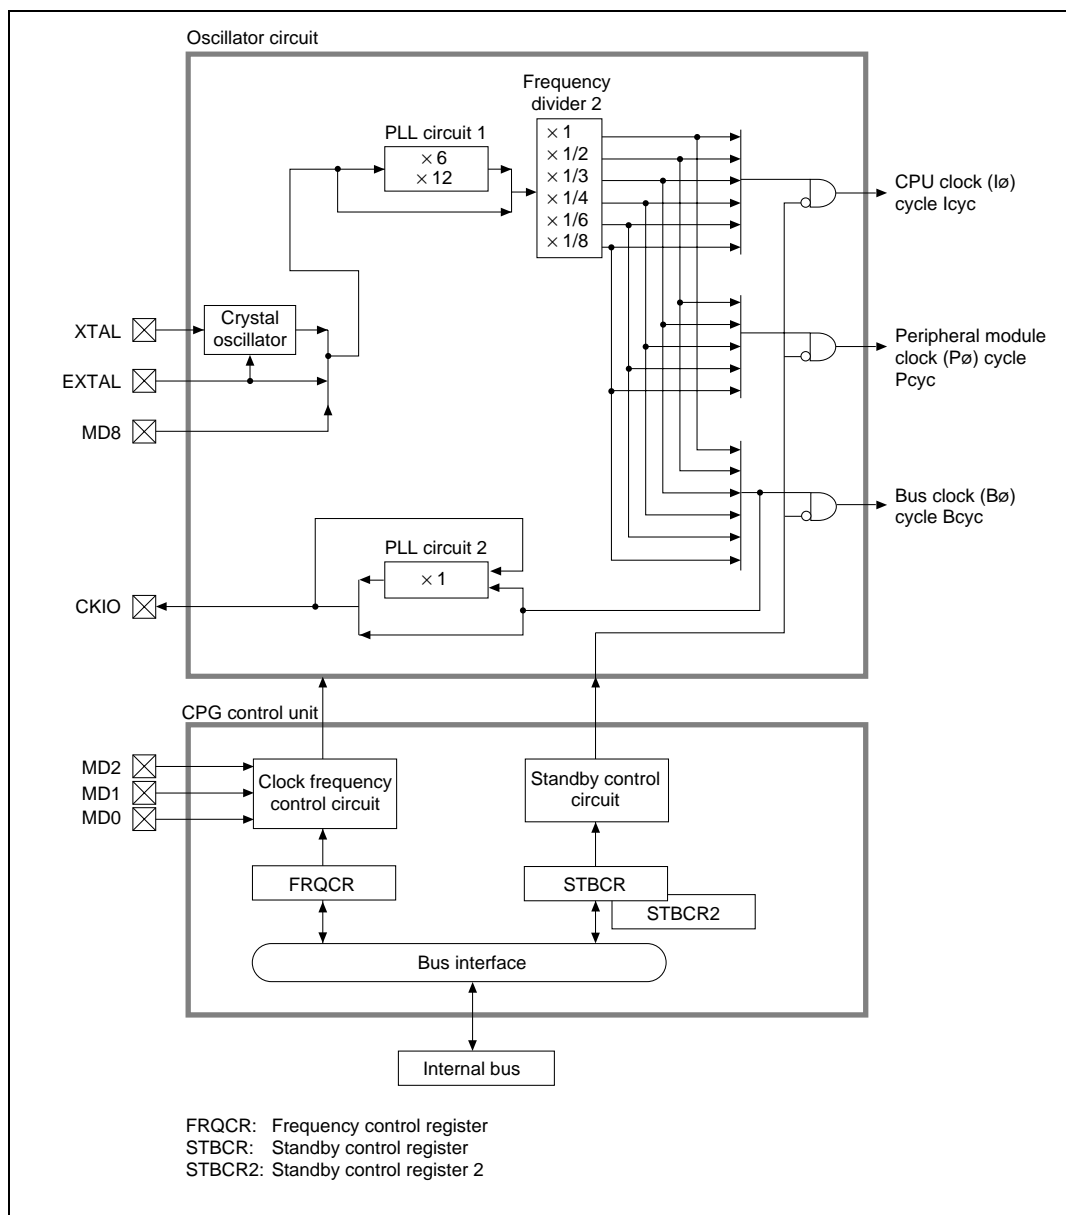 Oscillator circuit
Frequency
divider 2
PLL circuit 1
× 6
× 12
× 1
× 1/2
× 1/3
× 1/4
× 1/6
× 1/8
CPU clock (Iø)
cycle Icyc
XTAL
Crystal
oscillator
Peripheral module
clock (Pø) cycle
Pcyc
EXTAL
MD8
Bus clock (Bø)
cycle Bcyc
PLL circuit 2
× 1
CKIO
CPG control unit
MD2
MD1
MD0
Clock frequency
control circuit
Standby control
circuit
FRQCR
STBCR
STBCR2
Bus interface
Internal bus
FRQCR: Frequency control register
STBCR: Standby control register
STBCR2: Standby control register 2